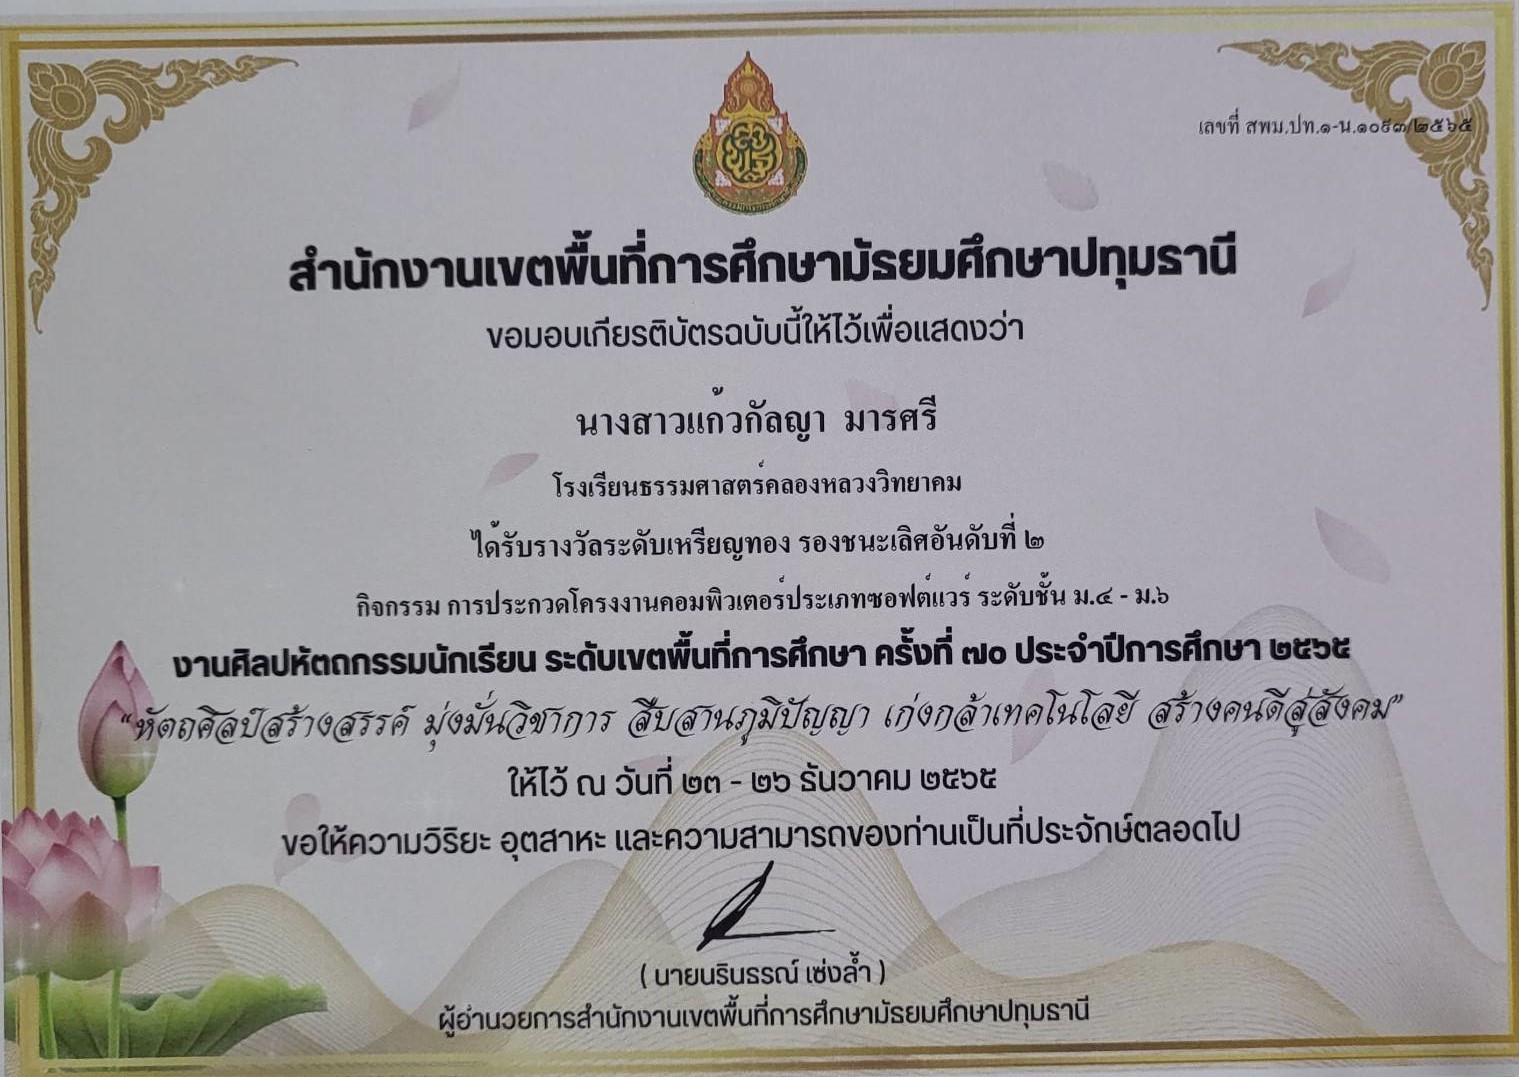 เลขที่ สพม.ปท.๑-น.๑๐๕๓/๒๕๖๕
สำนักงานเขตพื้นที่การศึกษามัธยมศึกษาปทุมธานี
ขอมอบเกียรติบัตรฉบับนี้ให้ไว้เพื่อแสดงว่า
นางสาวแก้วกัลญา มารศรี
โรงเรียนธรรมศาสตร์คลองหลวงวิทยาคม
ได้รับรางวัลระดับเหรียญทอง รองชนะเลิศอันดับที่ ๒
กิจกรรม การประกวดโครงงานคอมพิวเตอร์ประเภทซอฟต์แวร์ ระดับชั้น ม.๔ - ม.๖
งานศิลปหัตถกรรมนักเรียน ระดับเขตพื้นที่การศึกษา ครั้งที่ ๗๐ ประจำปีการศึกษา ๒๕๖๕
“หัตถศิลป์สร้างสรรค์ มุ่งมั่นวิชาการ สืบสานภูมิปัญญา เก่งกล้าเทคโนโลยี สร้างคนดีสู่สังคม”
ให้ไว้ ณ วันที่ ๒๓ - ๒๖ ธันวาคม ๒๕๖๕
ขอให้ความวิริยะ อุตสาหะ และความสามารถของท่านเป็นที่ประจักษ์ตลอดไป
( นายนรินธรณ์ เซ่งล้ำ )
ผู้อำนวยการสำนักงานเขตพื้นที่การศึกษามัธยมศึกษาปทุมธานี